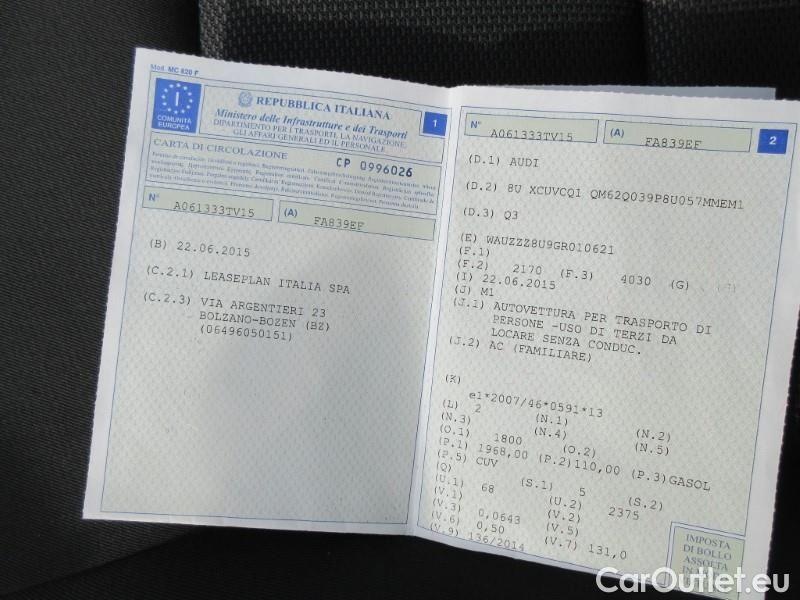 Mod. MC 820 F
I
COMUNITÀ
EUROPEA
REPUBBLICA ITALIANA
Ministero delle Infrastrutture e dei Trasporti
DIPARTIMENTO PER I TRASPORTI, LA NAVIGAZIONE,
GLI AFFARI GENERALI ED IL PERSONALE
1
CARTA DI CIRCOLAZIONE
CP 0996026
N° A061333TV15 (A) FA839EF
(B) 22.06.2015
(C.2.1) LEASEPLAN ITALIA SPA
(C.2.3) VIA ARGENTIERI 23
BOLZANO-BOZEN (BZ)
(06496050151)
N° A061333TV15 (A) FA839EF
2
(D.1) AUDI
(D.2) 8U XCUVCQ1 QM62Q039P8U057MMEM1
(D.3) Q3
(E) WAUZZZ8U9GR010621
(F.1)
(F.2) 2170 (F.3) 4030 (G)
(I) 22.06.2015
(J) M1
(J.1) AUTOVETTURA PER TRASPORTO DI
PERSONE -USO DI TERZI DA
LOCARE SENZA CONDUC.
(J.2) AC (FAMILIARE)
(K)
e1*2007/46*0591*13
(L) 2 (N.1) (N.2)
(N.3) (N.4) (N.5)
(O.1) 1800 (O.2)
(P.1) 1968,00 (P.2)110,00 (P.3)GASOL
(P.5) CUV (S.1) 5 (S.2)
(Q)
(U.1) 68 (U.2) 2375
(V.1) (V.2)
(V.3) 0,0643 (V.5)
(V.6) 0,50 (V.7) 131,0
(V.9) 136/2014
IMPOSTA
DI BOLLO
ASSOLTA
CarOutlet.eu